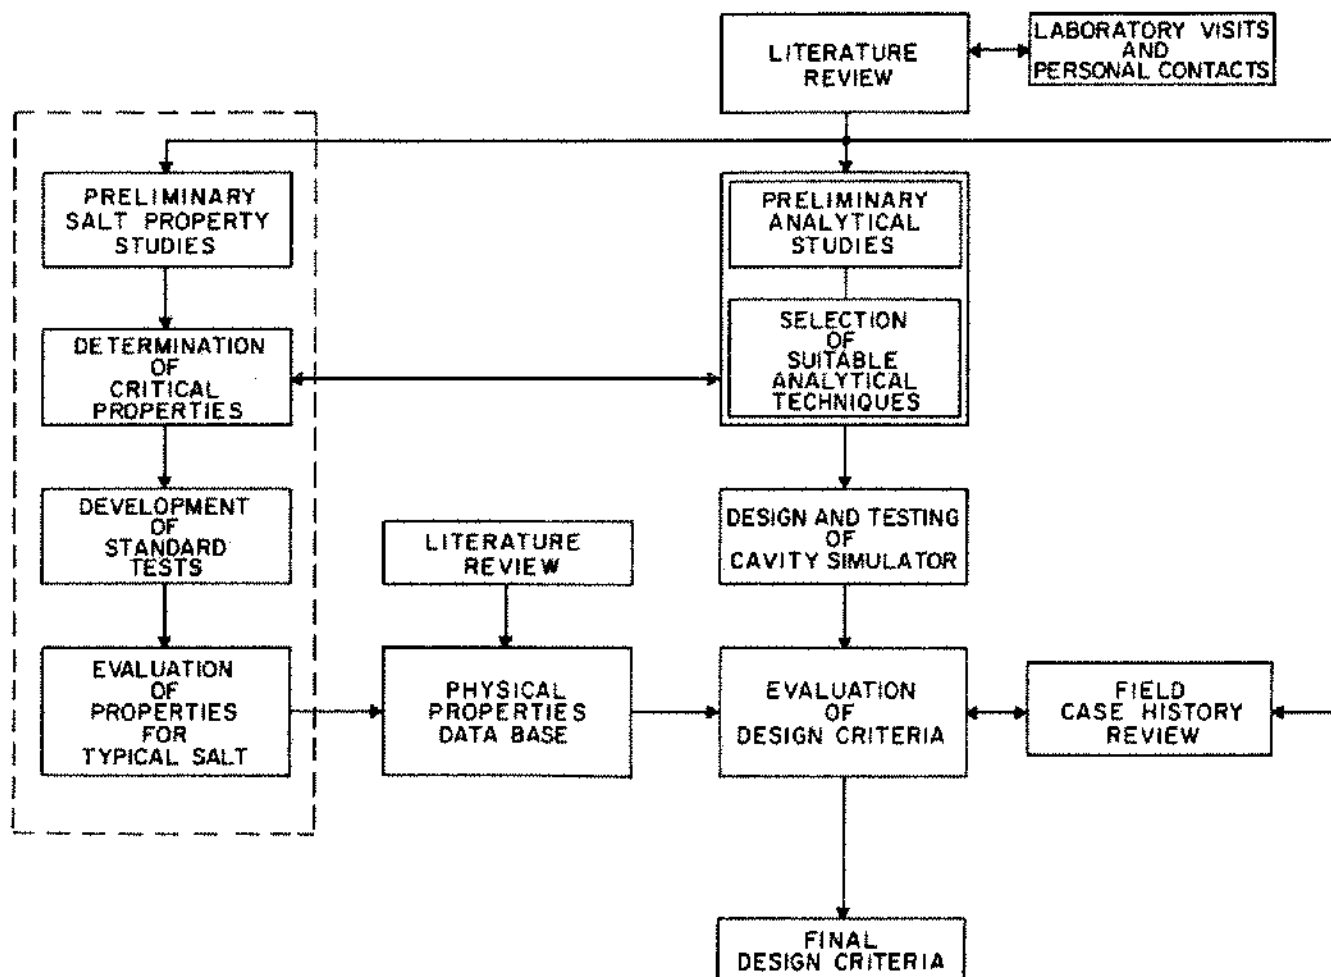 LITERATURE
REVIEW
LABORATORY VISITS
AND
PERSONAL CONTACTS
PRELIMINARY
SALT PROPERTY
STUDIES
PRELIMINARY
ANALYTICAL
STUDIES
DETERMINATION
OF
CRITICAL
PROPERTIES
SELECTION
OF
SUITABLE
ANALYTICAL
TECHNIQUES
DEVELOPMENT
OF
STANDARD
TESTS
LITERATURE
REVIEW
DESIGN AND TESTING
OF
CAVITY SIMULATOR
EVALUATION
OF
PROPERTIES
FOR
TYPICAL SALT
PHYSICAL
PROPERTIES
DATA BASE
EVALUATION
OF
DESIGN CRITERIA
FIELD
CASE HISTORY
REVIEW
FINAL
DESIGN CRITERIA